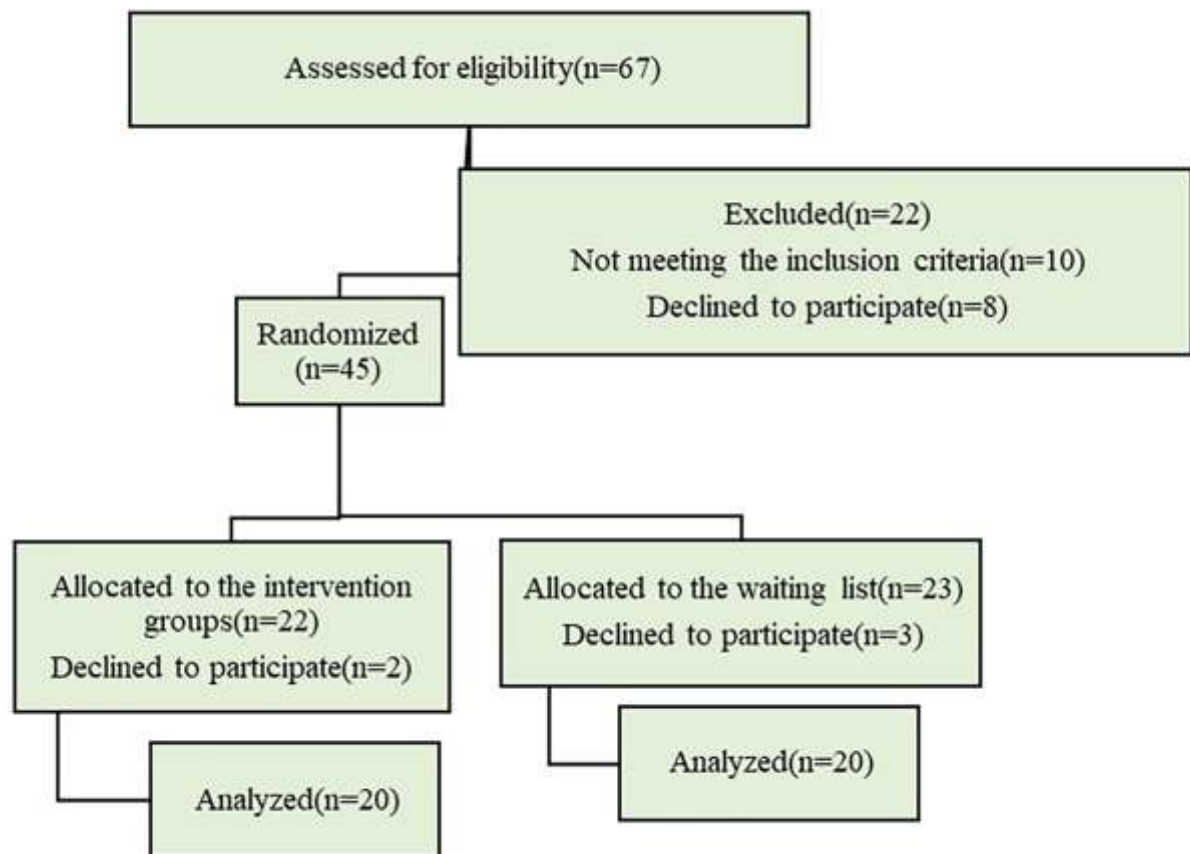 Assessed for eligibility(n=67)
Excluded(n=22)
Not meeting the inclusion criteria(n=10)
Declined to participate(n=8)
Randomized
(n=45)
Allocated to the intervention
groups(n=22)
Declined to participate(n=2)
Allocated to the waiting list(n=23)
Declined to participate(n=3)
Analyzed(n=20)
Analyzed(n=20)